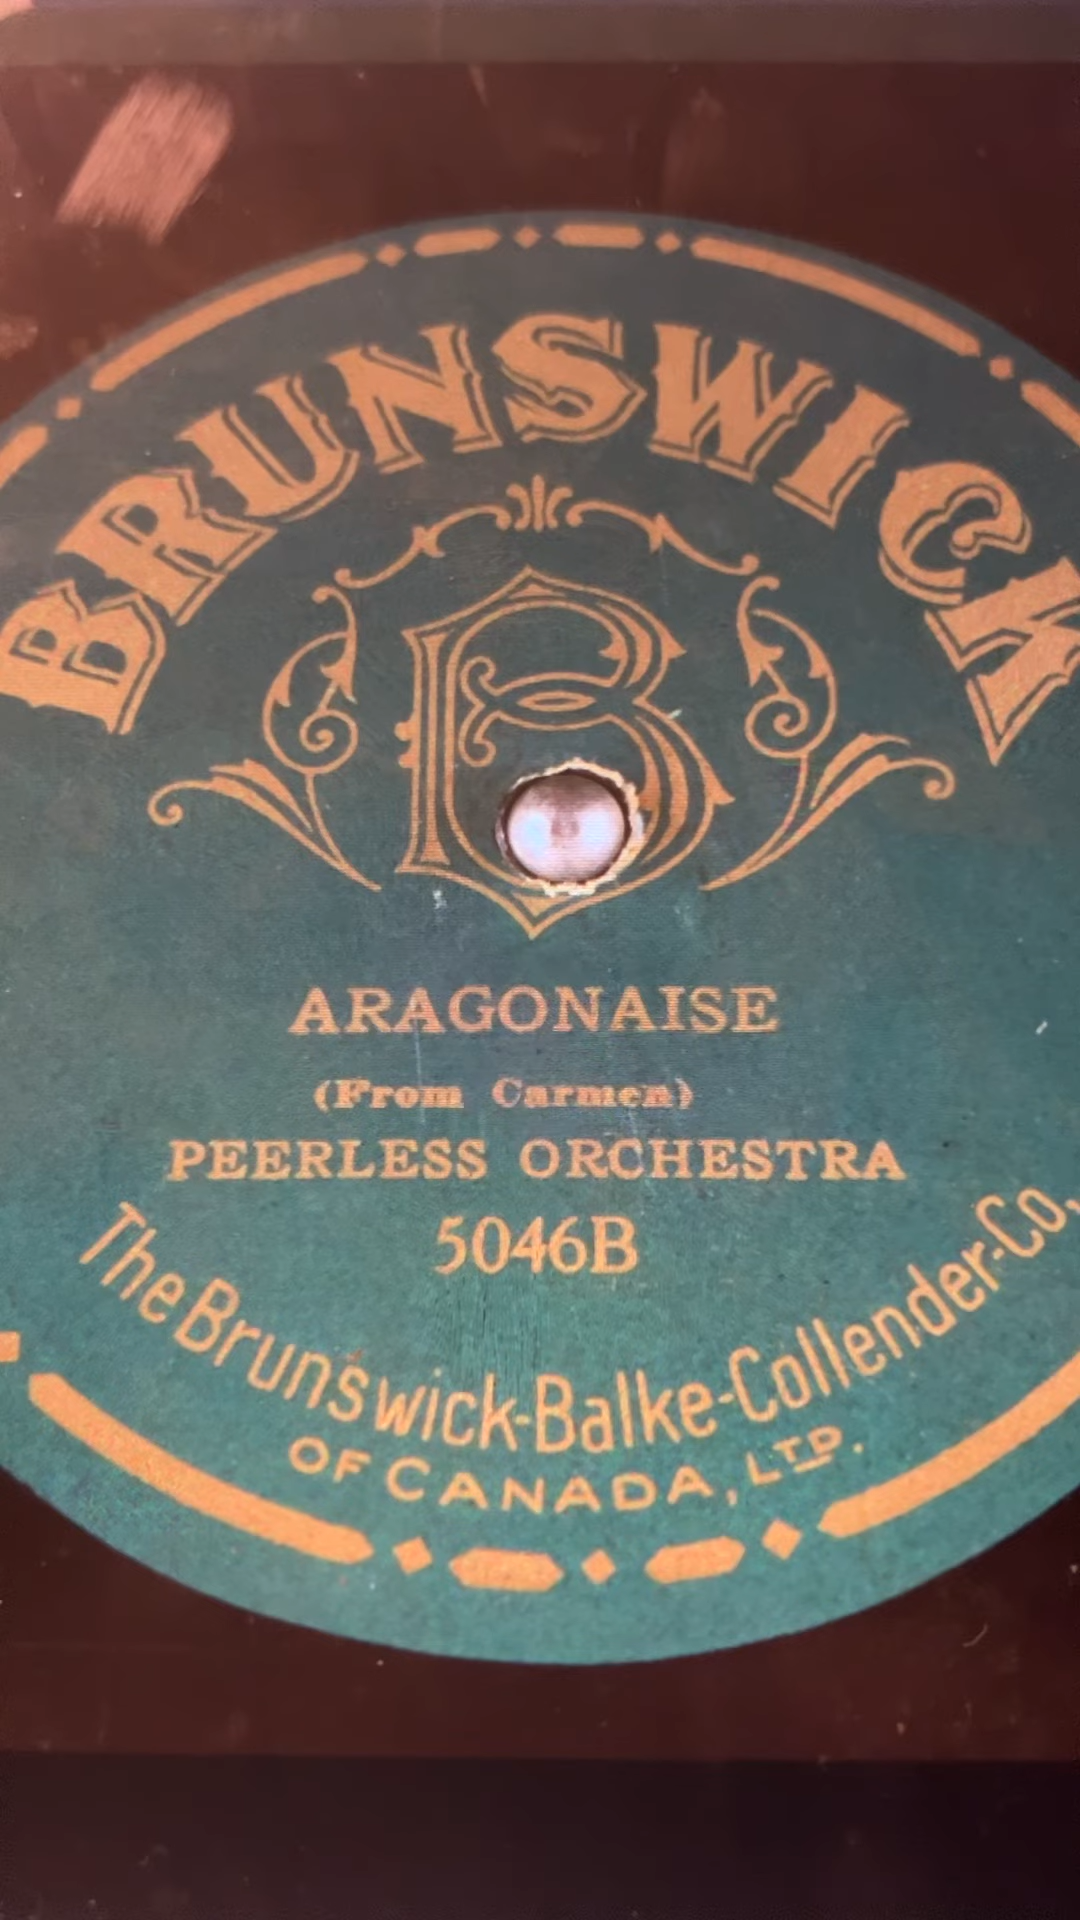 BRUNSWICK
B
ARAGONAISE
(From Carmen)
PEERLESS ORCHESTRA
5046B
The Brunswick-Balke-Collender-Co,
OF CANADA, LTD.